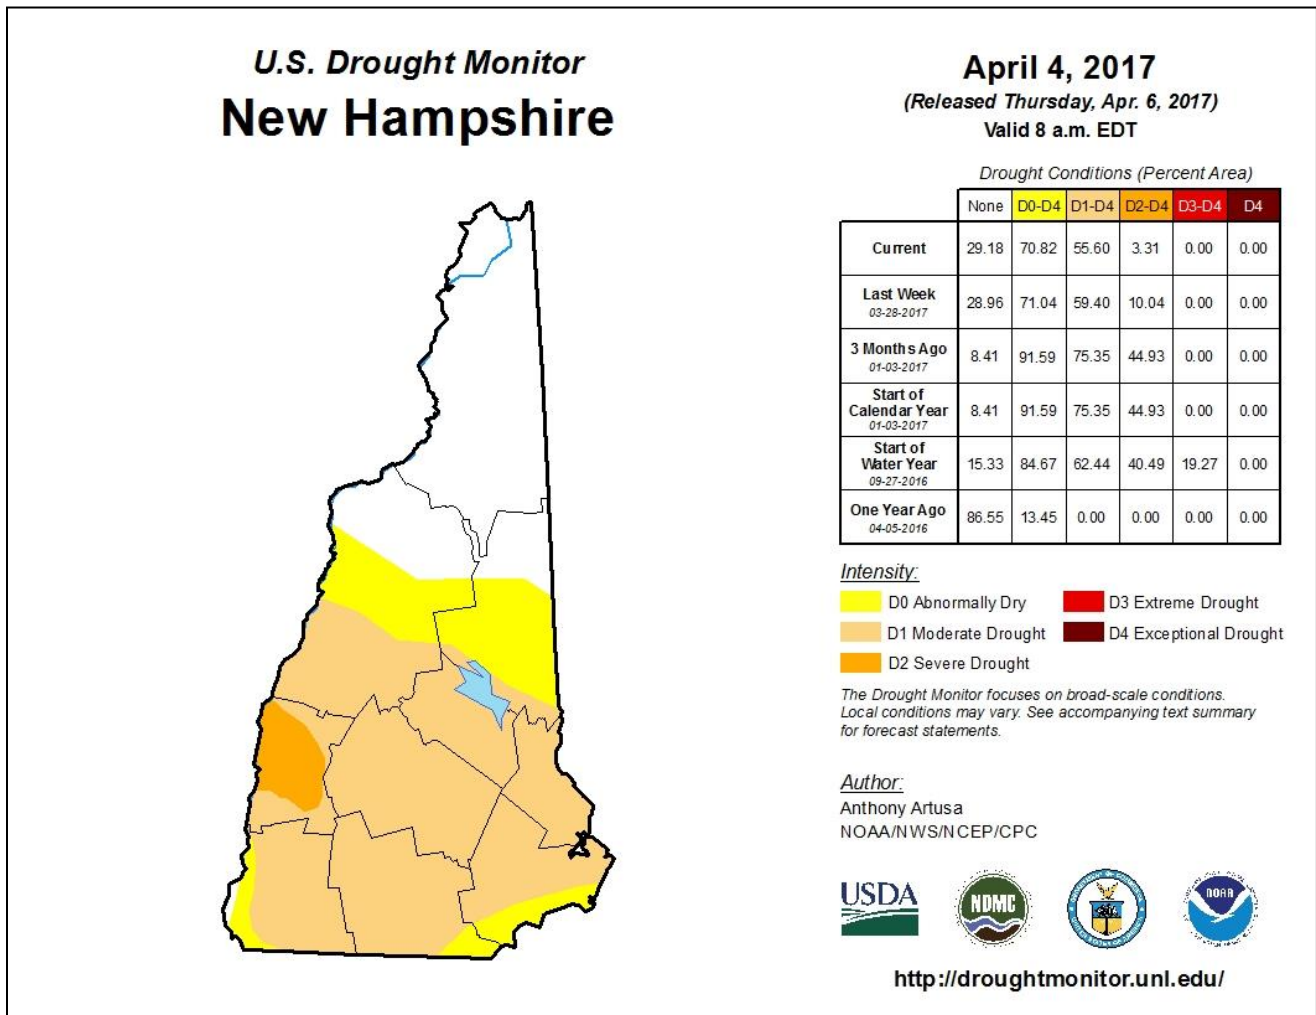 U.S. Drought Monitor
New Hampshire
April 4, 2017
(Released Thursday, Apr. 6, 2017)
Valid 8 a.m. EDT
Drought Conditions (Percent Area)
None D0-D4 D1-D4 D2-D4 D3-D4 D4
Current 29.18 70.82 55.60 3.31 0.00 0.00
Last Week
03-28-2017 28.96 71.04 59.40 10.04 0.00 0.00
3 Months Ago
01-03-2017 8.41 91.59 75.35 44.93 0.00 0.00
Start of
Calendar Year
01-03-2017 8.41 91.59 75.35 44.93 0.00 0.00
Start of
Water Year
09-27-2016 15.33 84.67 62.44 40.49 19.27 0.00
One Year Ago
04-05-2016 86.55 13.45 0.00 0.00 0.00 0.00
Intensity:
D0 Abnormally Dry
D1 Moderate Drought
D2 Severe Drought
D3 Extreme Drought
D4 Exceptional Drought
The Drought Monitor focuses on broad-scale conditions.
Local conditions may vary. See accompanying text summary
for forecast statements.
Author:
Anthony Artusa
NOAA/NWS/NCEP/CPC
USDA
NDMC
NOAA
http://droughtmonitor.unl.edu/